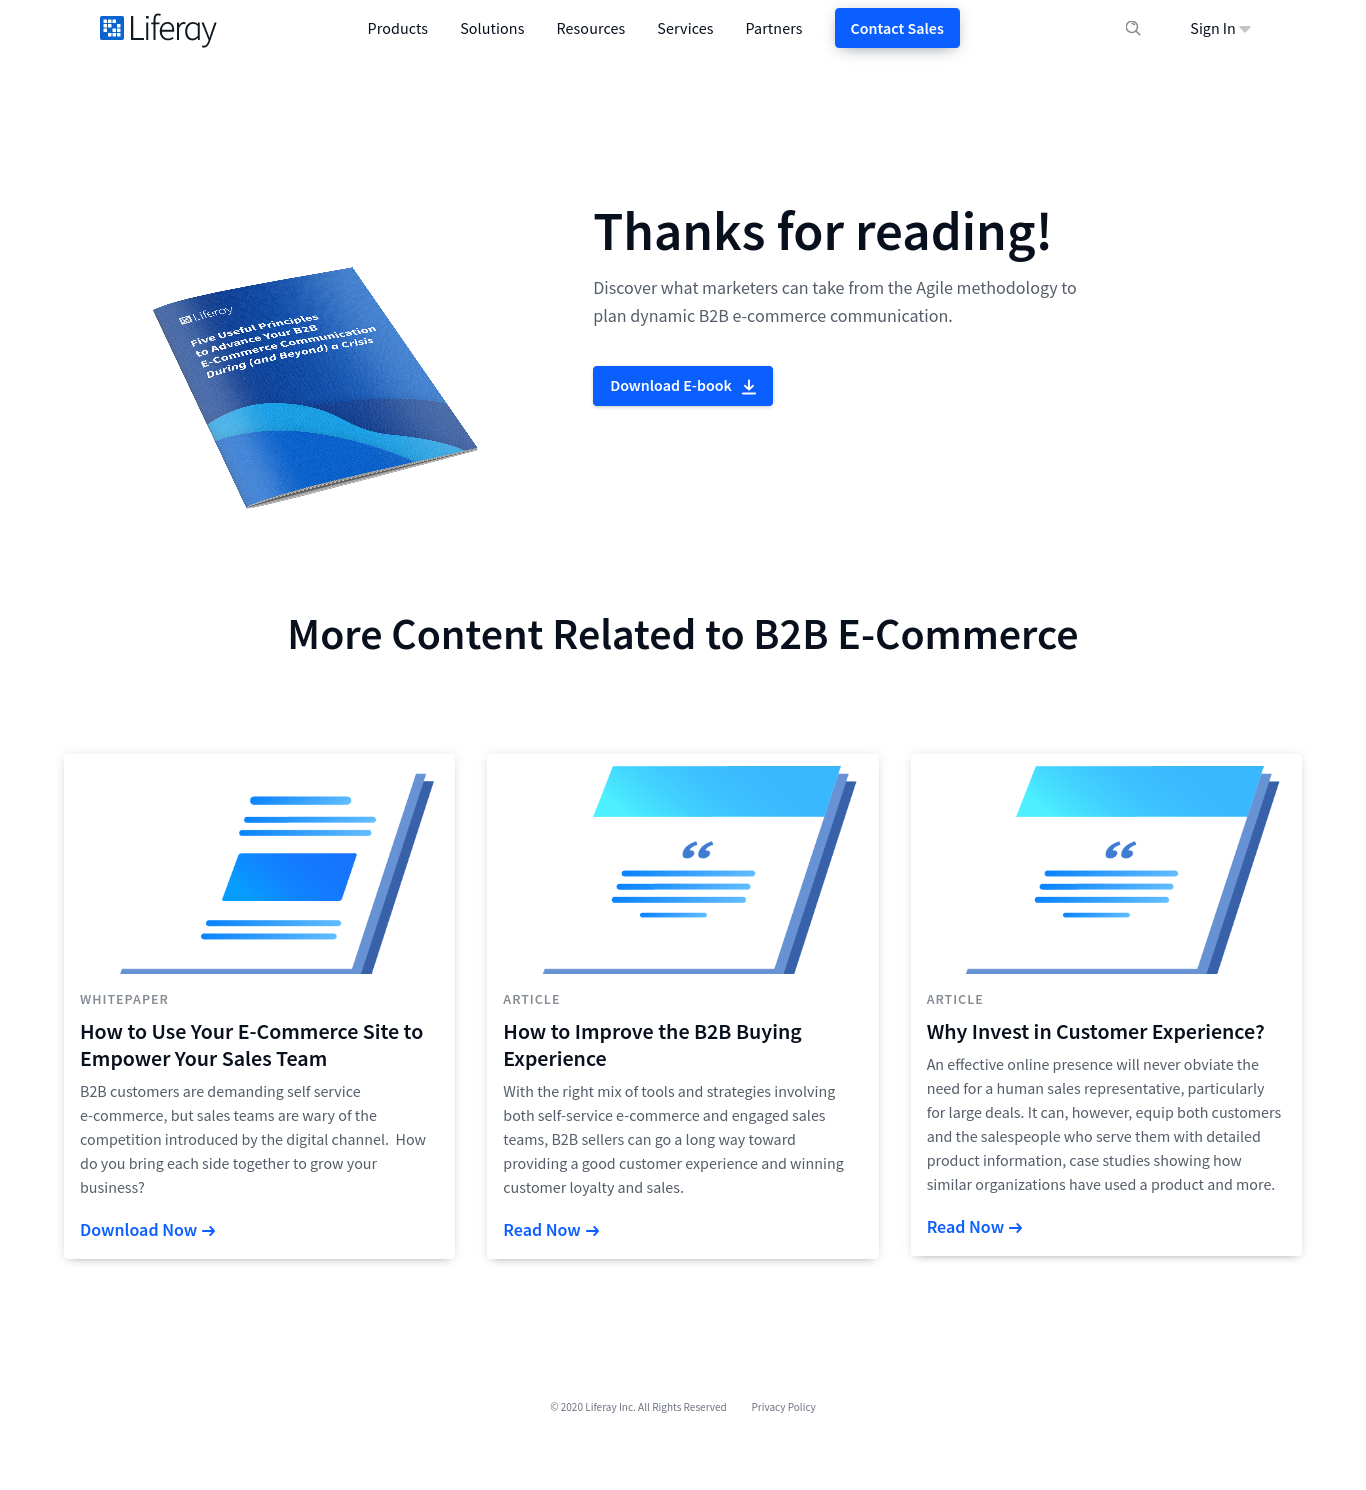 Liferay
Products
Solutions
Resources
Services
Partners
Contact Sales
Sign In
Liferay
Five Useful Principles
to Advance Your B2B
E-Commerce Communication
During (and Beyond) a Crisis
Thanks for reading!
Discover what marketers can take from the Agile methodology to
plan dynamic B2B e-commerce communication.
Download E-book
More Content Related to B2B E-Commerce
WHITEPAPER
How to Use Your E-Commerce Site to
Empower Your Sales Team
B2B customers are demanding self service
e-commerce, but sales teams are wary of the
competition introduced by the digital channel.  How
do you bring each side together to grow your
business?
Download Now →
“
ARTICLE
How to Improve the B2B Buying
Experience
With the right mix of tools and strategies involving
both self-service e-commerce and engaged sales
teams, B2B sellers can go a long way toward
providing a good customer experience and winning
customer loyalty and sales.
Read Now →
“
ARTICLE
Why Invest in Customer Experience?
An effective online presence will never obviate the
need for a human sales representative, particularly
for large deals. It can, however, equip both customers
and the salespeople who serve them with detailed
product information, case studies showing how
similar organizations have used a product and more.
Read Now →
© 2020 Liferay Inc. All Rights Reserved
Privacy Policy